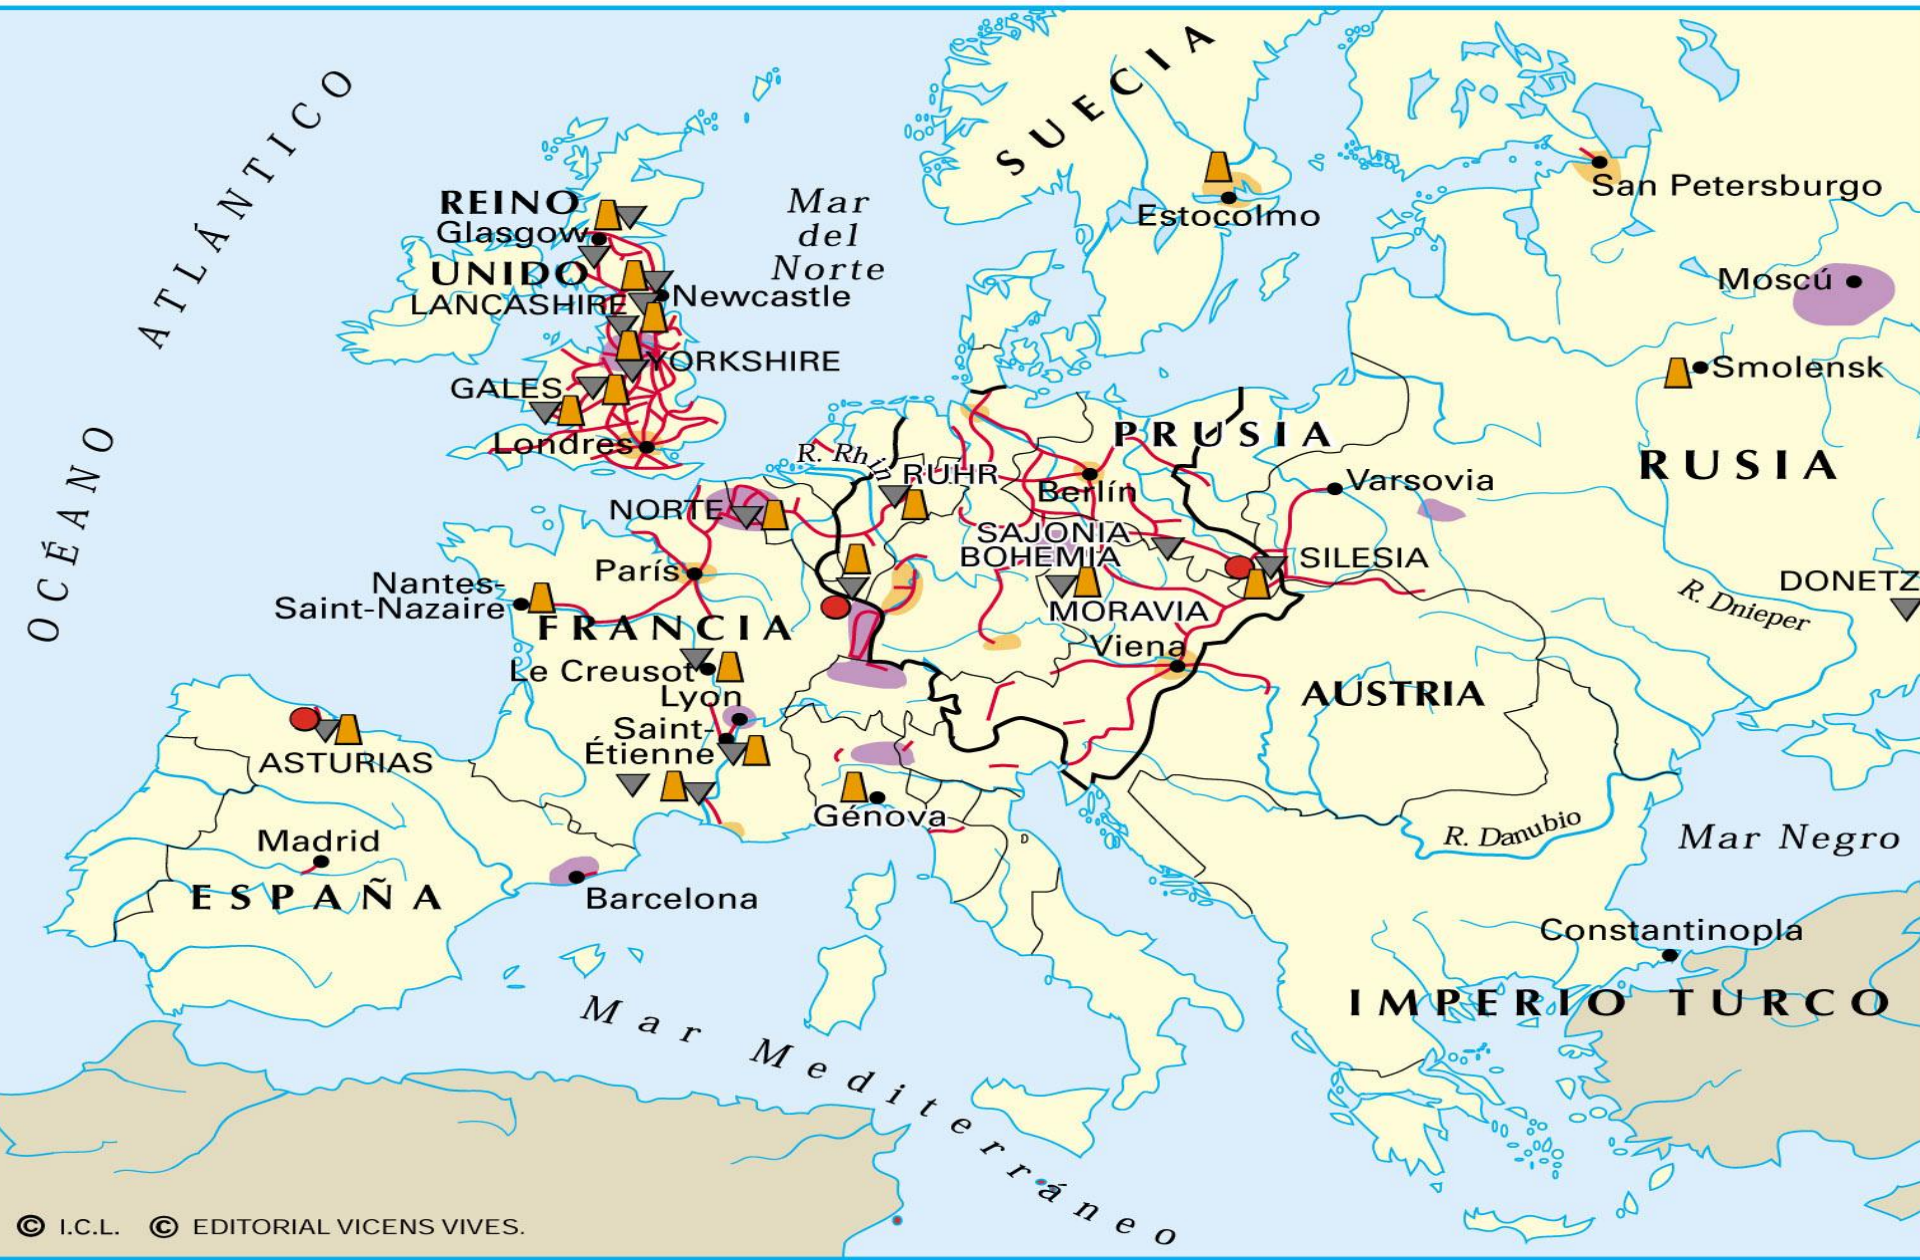 OCÉANO ATLÁNTICO
SUECIA
Estocolmo
San Petersburgo
Moscú
Smolensk
RUSIA
REINO
UNIDO
Glasgow
LANCASHIRE
Newcastle
YORKSHIRE
GALES
Londres
Mar
del
Norte
R. Rhin
RUHR
PRUSIA
Berlín
Varsovia
SAJONIA
BOHEMIA
SILESIA
MORAVIA
Viena
AUSTRIA
R. Dnieper
DONETZ
NORTE
París
Nantes-
Saint-Nazaire
FRANCIA
Le Creusot
Lyon
Saint-
Étienne
Génova
ASTURIAS
Madrid
ESPAÑA
Barcelona
R. Danubio
Mar Negro
Constantinopla
IMPERIO TURCO
Mar Mediterráneo
D
© I.C.L. © EDITORIAL VICENS VIVES.